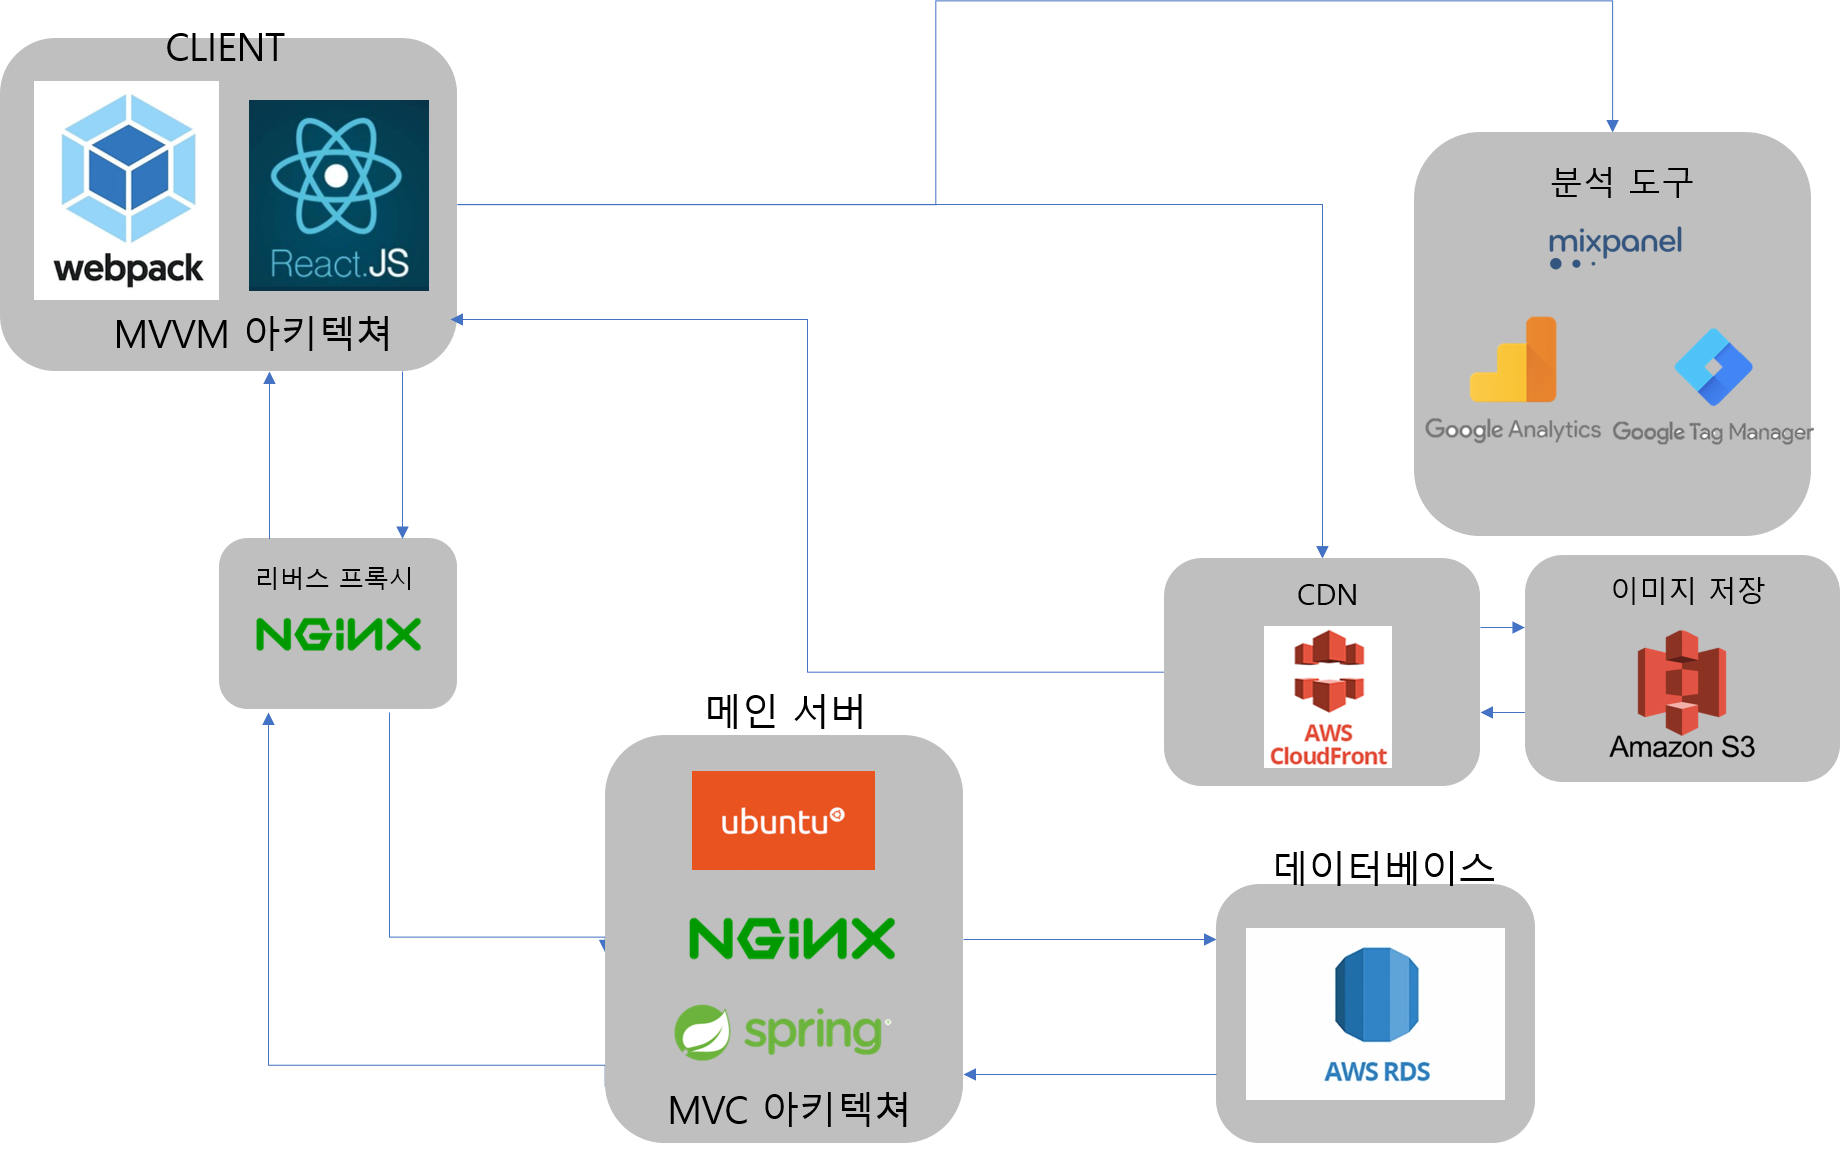 CLIENT
webpack
React.JS
MVVM 아키텍쳐
분석 도구
mixpanel
Google Analytics
Google Tag Manager
리버스 프록시
NGINX
CDN
AWS
CloudFront
이미지 저장
Amazon S3
메인 서버
ubuntu
NGINX
spring
MVC 아키텍쳐
데이터베이스
AWS RDS